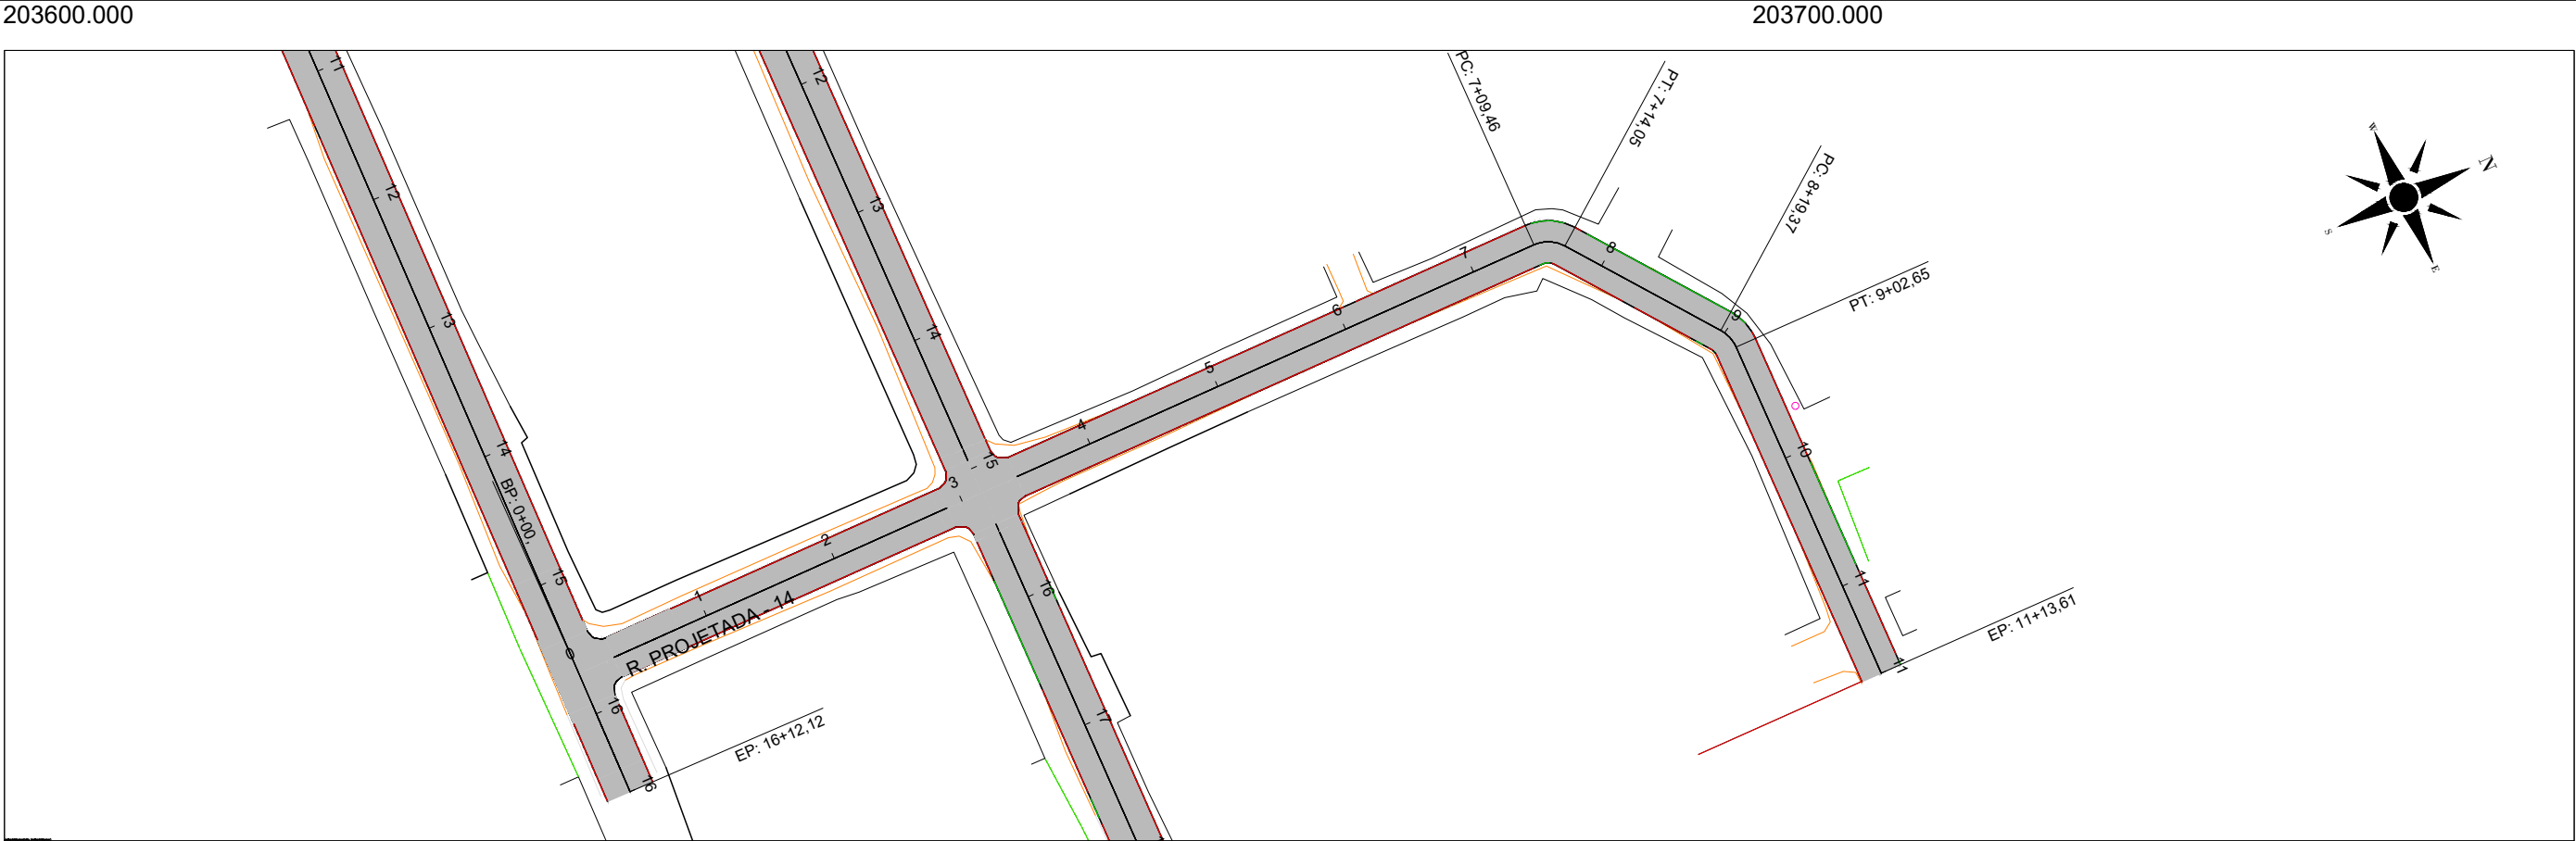 203600.000
203700.000
11
12
PC: 7+09,46
PT: 7+14,05
W
N
S
E
12
13
PC: 8+19,37
13
14
7
8
PT: 9+02,65
6
9
5
4
14
15
10
BP: 0+00,
3
2
15
16
11
1
R. PROJETADA - 14
0
EP: 11+13,61
16
17
11
EP: 16+12,12
16